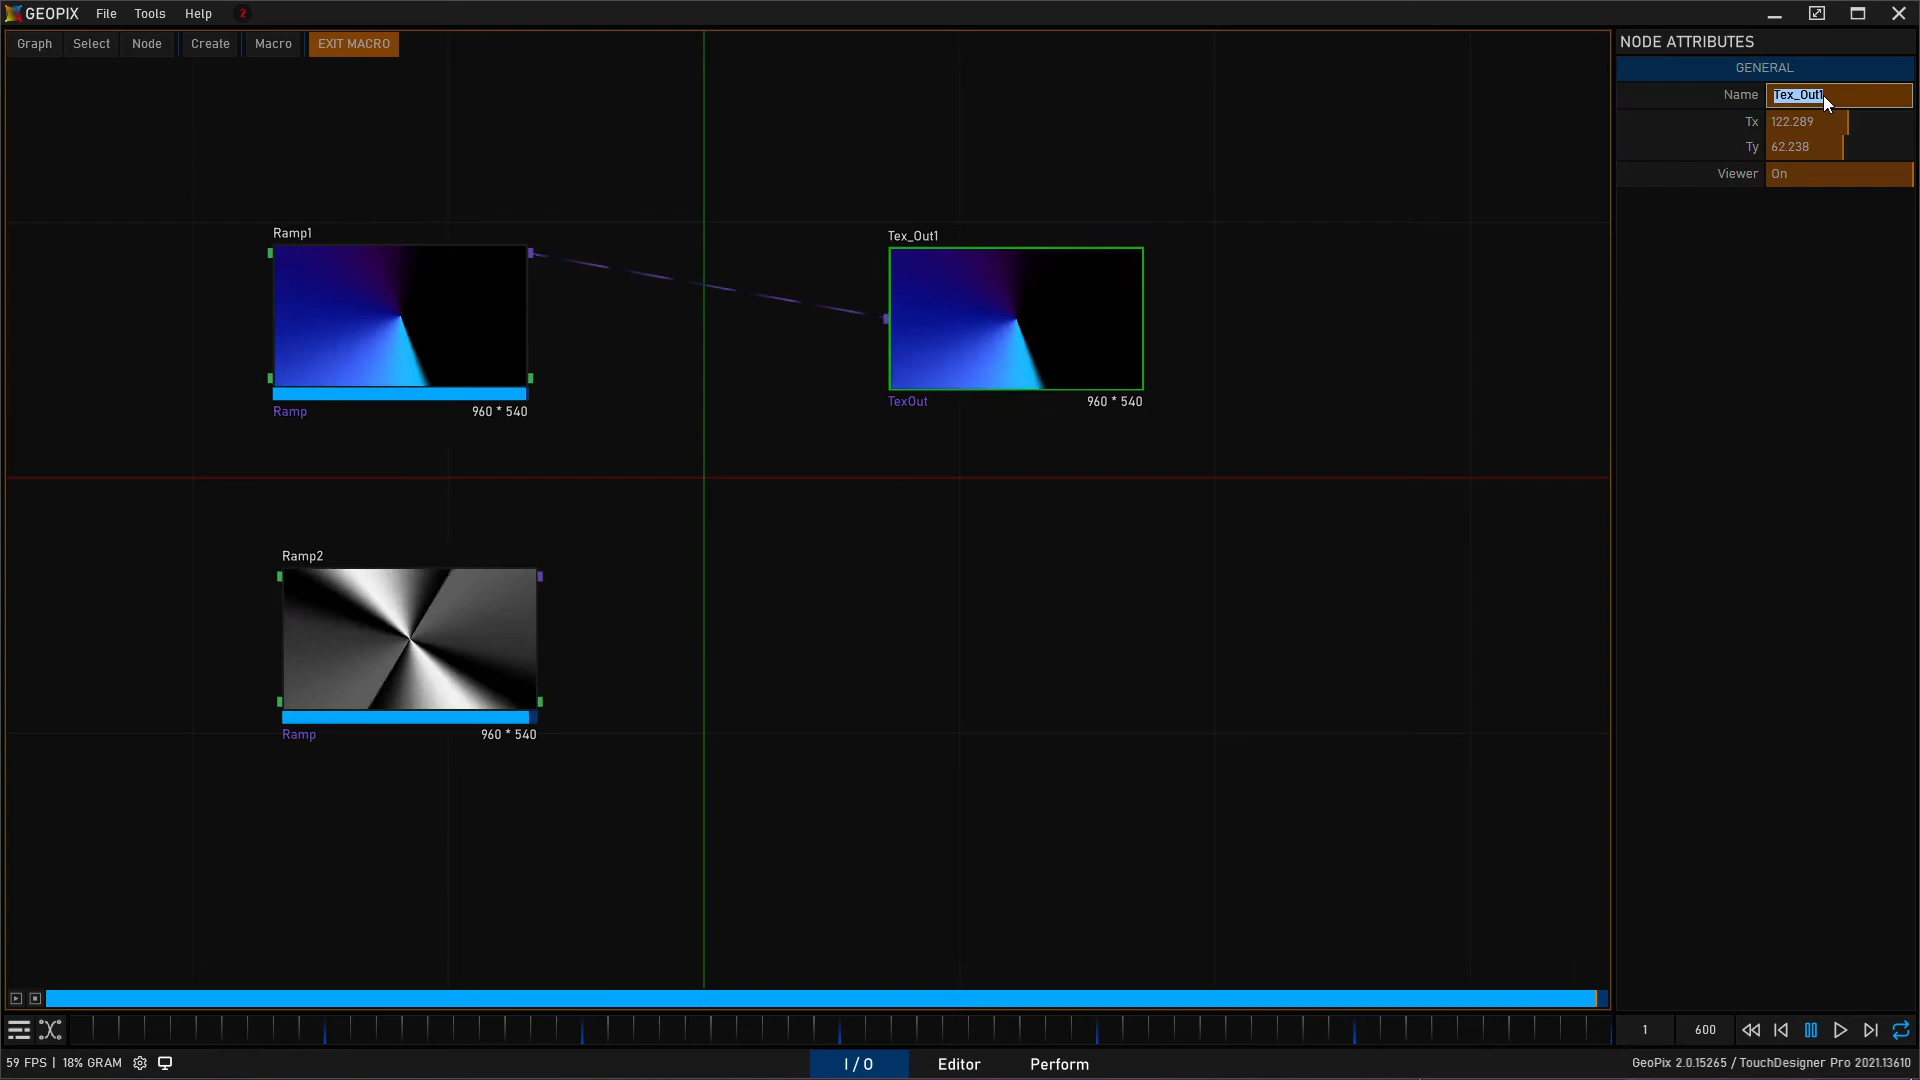 GEOPIX File Tools Help 2
Graph Select Node Create Macro EXIT MACRO
NODE ATTRIBUTES
GENERAL
Name Tex_Out1
Tx 122.289
Ty 62.238
Viewer On
Ramp1
Ramp 960 * 540
Tex_Out1
TexOut 960 * 540
Ramp2
Ramp 960 * 540
1 600
59 FPS | 18% GRAM
I / O Editor Perform
GeoPix 2.0.15265 / TouchDesigner Pro 2021.13610